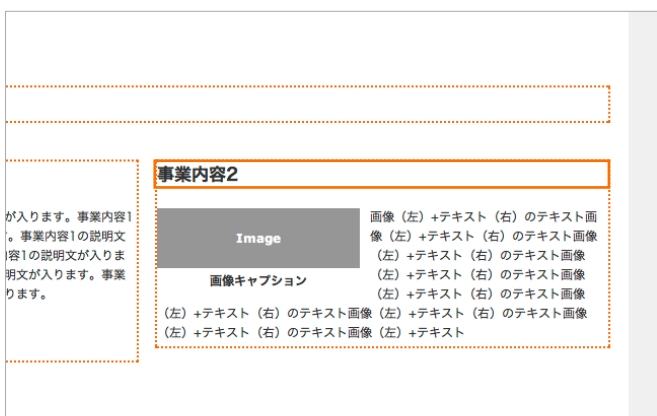 事業内容2
が入ります。事業内容1
。事業内容1の説明文
容1の説明文が入りま
明文が入ります。事業
ります。
Image
画像キャプション
画像（左）+テキスト（右）のテキスト画
像（左）+テキスト（右）のテキスト画像
（左）+テキスト（右）のテキスト画像
（左）+テキスト（右）のテキスト画像
（左）+テキスト（右）のテキスト画像
（左）+テキスト（右）のテキスト画像（左）+テキスト（右）のテキスト画像
（左）+テキスト（右）のテキスト画像（左）+テキスト